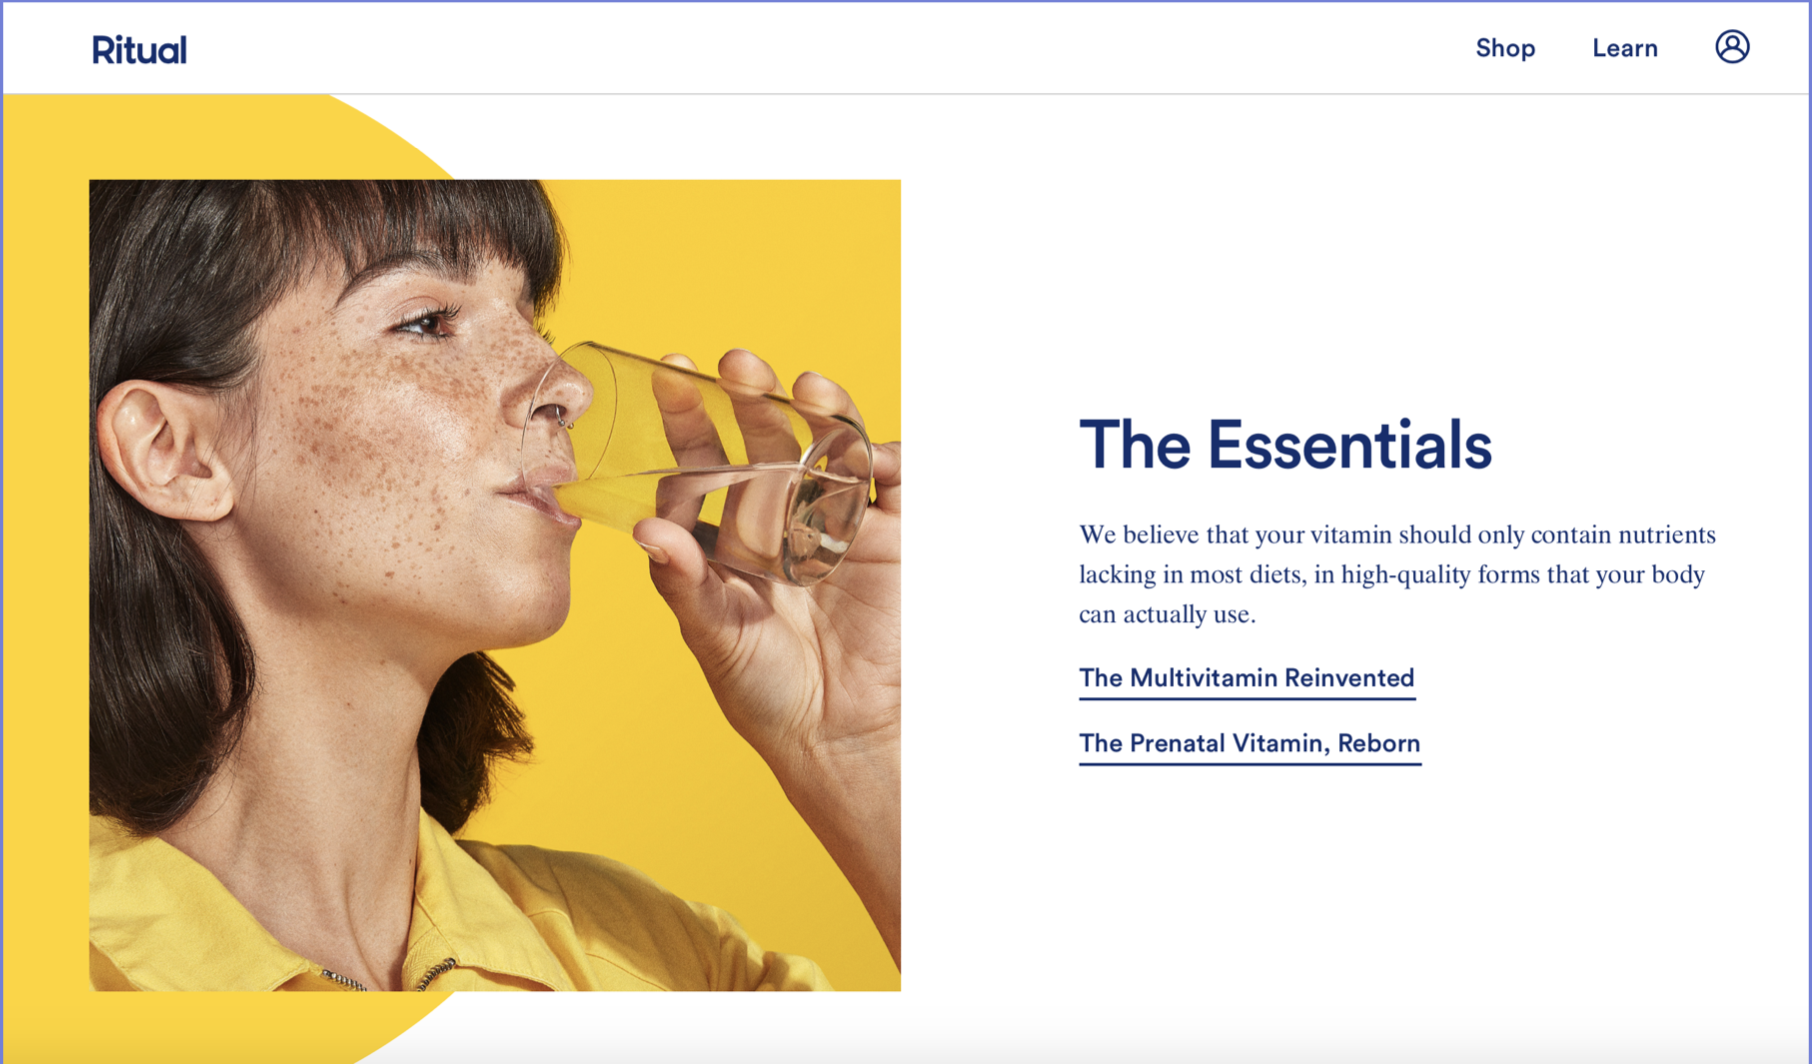 Ritual
Shop
Learn
The Essentials
We believe that your vitamin should only contain nutrients
lacking in most diets, in high-quality forms that your body
can actually use.
The Multivitamin Reinvented
The Prenatal Vitamin, Reborn